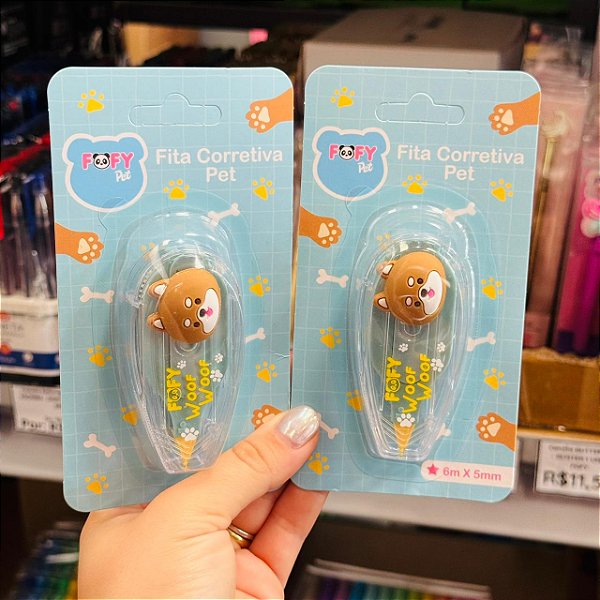 FOFY
Pet
Fita Corretiva
Pet
FOFY
Woof
Woof
FOFY
Pet
Fita Corretiva
Pet
FOFY
Woof
Woof
6m X 5mm
R$11,5